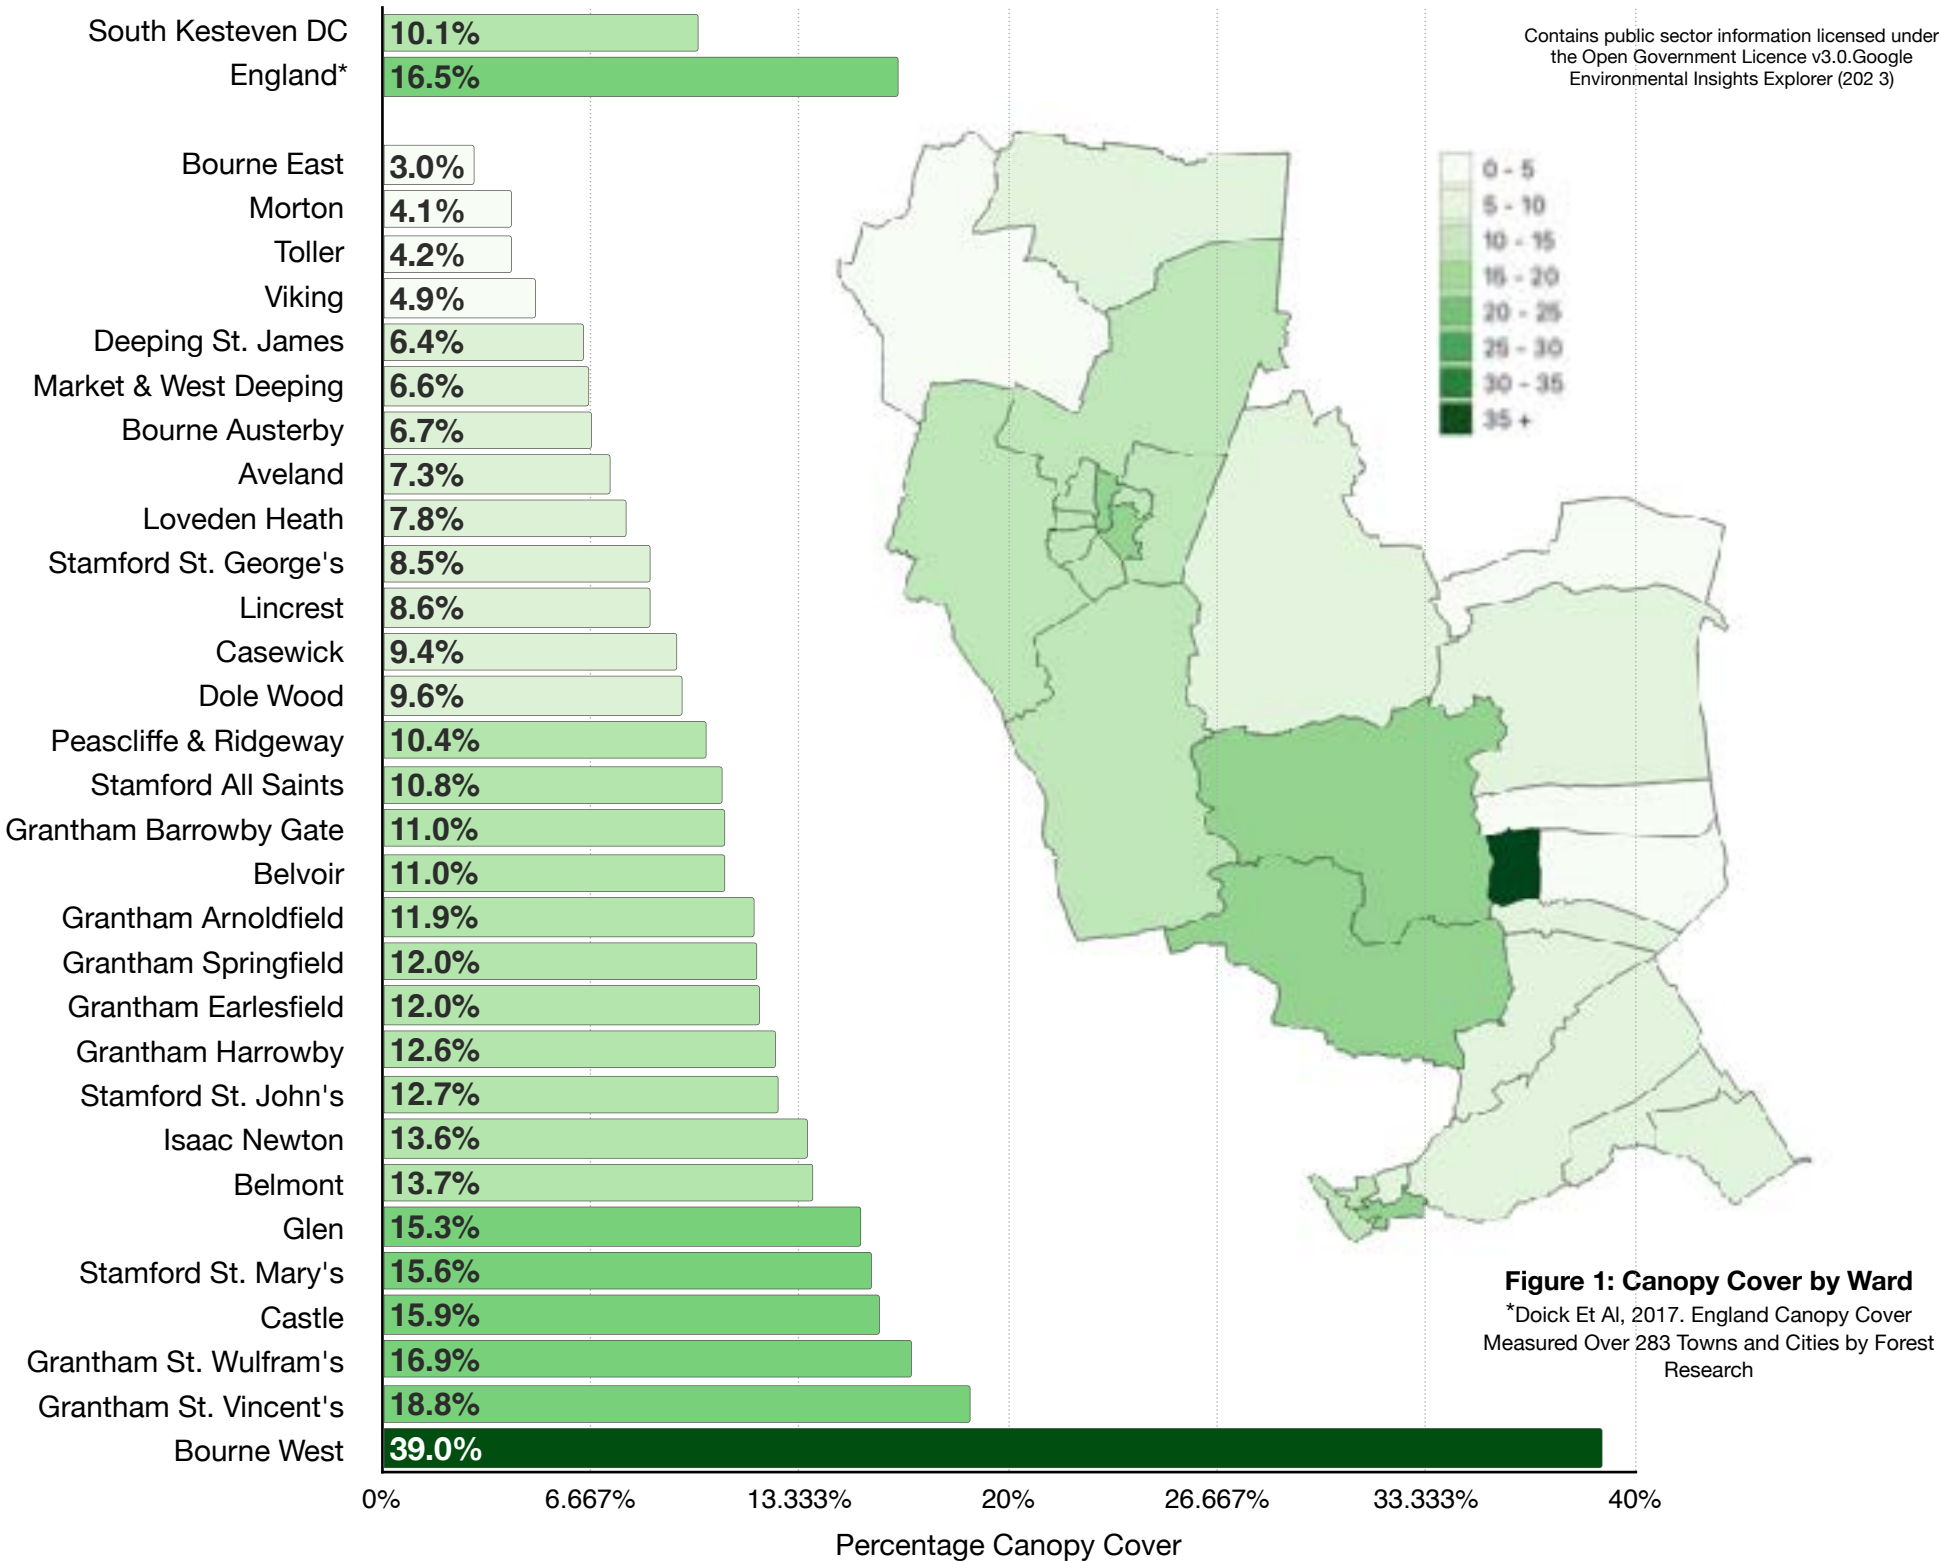 South Kesteven DC 10.1%
England* 16.5%
Contains public sector information licensed under
the Open Government Licence v3.0.Google
Environmental Insights Explorer (202 3)
Bourne East 3.0%
Morton 4.1%
Toller 4.2%
Viking 4.9%
Deeping St. James 6.4%
Market & West Deeping 6.6%
Bourne Austerby 6.7%
Aveland 7.3%
Loveden Heath 7.8%
Stamford St. George's 8.5%
Lincrest 8.6%
Casewick 9.4%
Dole Wood 9.6%
Peascliffe & Ridgeway 10.4%
Stamford All Saints 10.8%
Grantham Barrowby Gate 11.0%
Belvoir 11.0%
Grantham Arnoldfield 11.9%
Grantham Springfield 12.0%
Grantham Earlesfield 12.0%
Grantham Harrowby 12.6%
Stamford St. John's 12.7%
Isaac Newton 13.6%
Belmont 13.7%
Glen 15.3%
Stamford St. Mary's 15.6%
Castle 15.9%
Grantham St. Wulfram's 16.9%
Grantham St. Vincent's 18.8%
Bourne West 39.0%
0 - 5
5 - 10
10 - 15
15 - 20
20 - 25
25 - 30
30 - 35
35 +
Figure 1: Canopy Cover by Ward
*Doick Et Al, 2017. England Canopy Cover
Measured Over 283 Towns and Cities by Forest
Research
0% 6.667% 13.333% 20% 26.667% 33.333% 40%
Percentage Canopy Cover